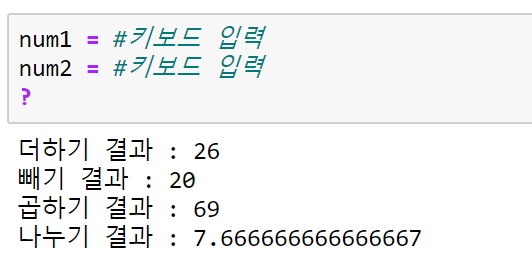 num1 = #키보드 입력
num2 = #키보드 입력
?
더하기 결과 : 26
빼기 결과 : 20
곱하기 결과 : 69
나누기 결과 : 7.666666666666667